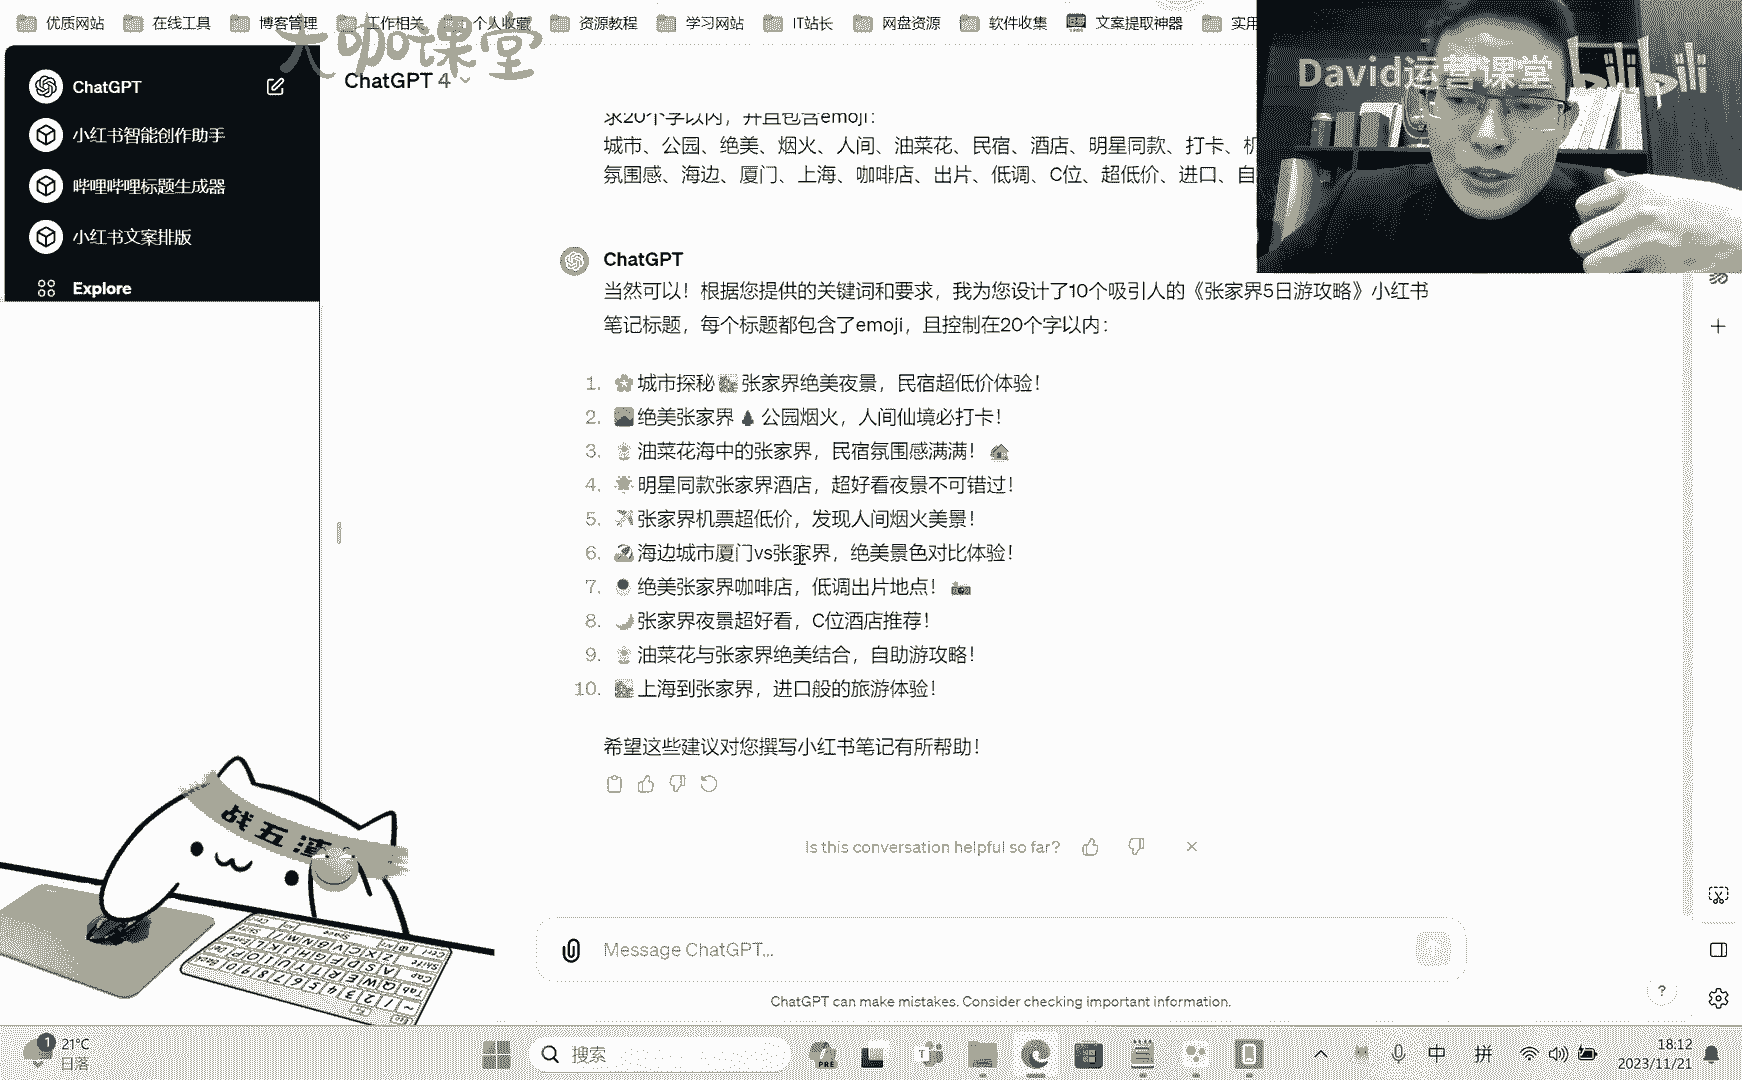 优质网站 在线工具 博客管理 工作相关 个人收藏 资源教程 学习网站 IT站长 网盘资源 软件收集 文案提取神器 实用
大咖课堂
David运营课堂 bilibili
ChatGPT
小红书智能创作助手
哔哩哔哩标题生成器
小红书文案排版
Explore
ChatGPT 4
求20个字以内，并且包含emoji：
城市、公园、绝美、烟火、人间、油菜花、民宿、酒店、明星同款、打卡、机
氛围感、海边、厦门、上海、咖啡店、出片、低调、C位、超低价、进口、自
ChatGPT
当然可以！根据您提供的关键词和要求，我为您设计了10个吸引人的《张家界5日游攻略》小红书
笔记标题，每个标题都包含了emoji，且控制在20个字以内：
1. 城市探秘 张家界绝美夜景，民宿超低价体验！
2. 绝美张家界 公园烟火，人间仙境必打卡！
3. 油菜花海中的张家界，民宿氛围感满满！
4. 明星同款张家界酒店，超好看夜景不可错过！
5. 张家界机票超低价，发现人间烟火美景！
6. 海边城市厦门vs张家界，绝美景色对比体验！
7. 绝美张家界咖啡店，低调出片地点！
8. 张家界夜景超好看，C位酒店推荐！
9. 油菜花与张家界绝美结合，自助游攻略！
10. 上海到张家界，进口般的旅游体验！
希望这些建议对您撰写小红书笔记有所帮助！
Is this conversation helpful so far?
战五渣
Message ChatGPT...
ChatGPT can make mistakes. Consider checking important information.
?
1 21°C
日落
搜索
PRE
中 拼
18:12
2023/11/21